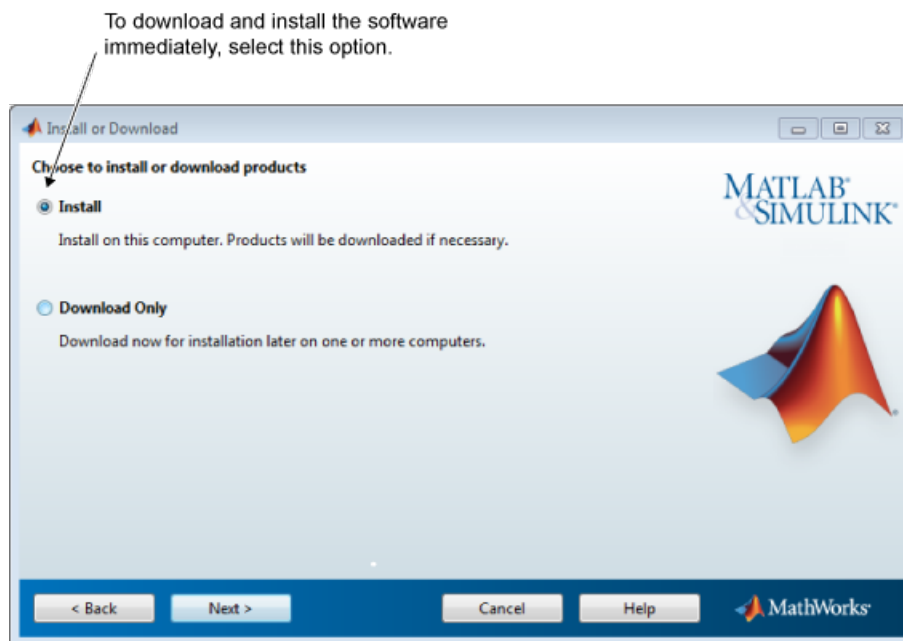 To download and install the software
immediately, select this option.
Install or Download
Choose to install or download products
MATLAB®
&SIMULINK®
Install
Install on this computer. Products will be downloaded if necessary.
Download Only
Download now for installation later on one or more computers.
®
< Back
Next >
Cancel
Help
MathWorks®